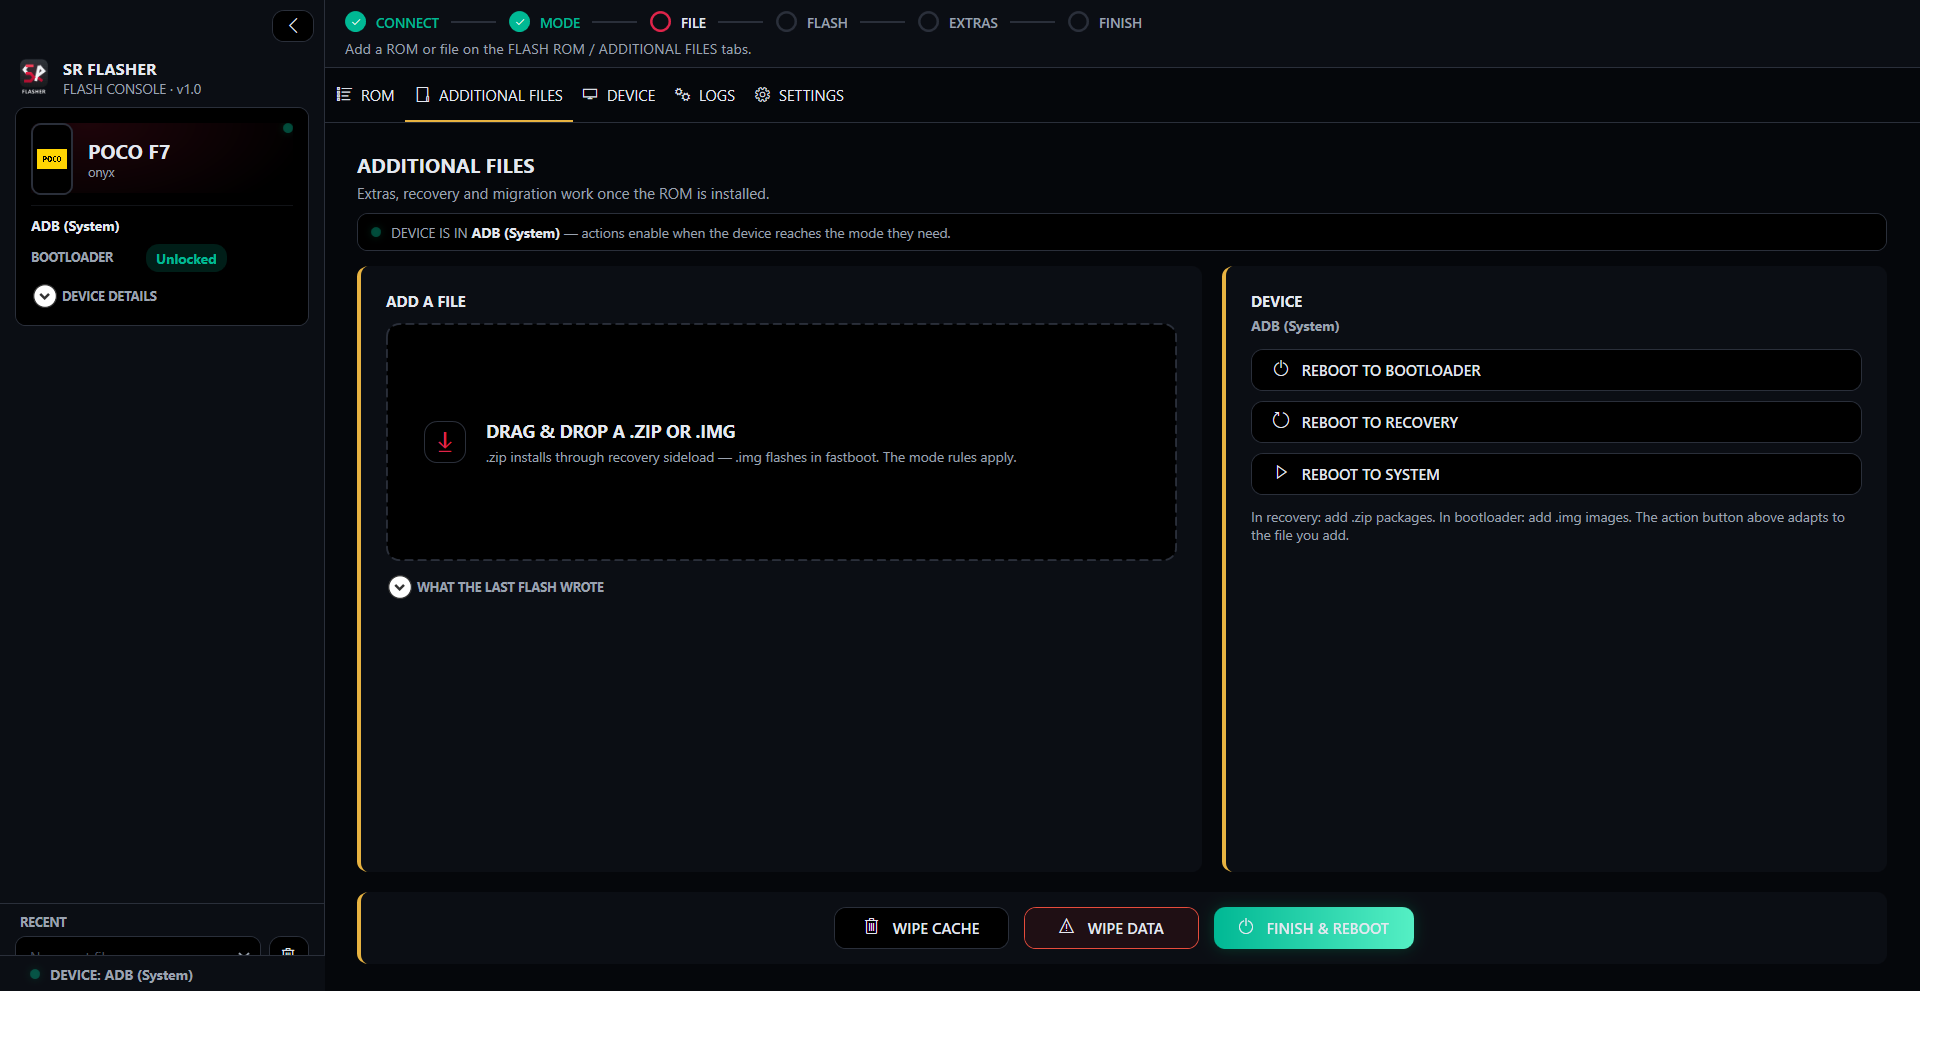 CONNECT
MODE
FILE
FLASH
EXTRAS
FINISH
Add a ROM or file on the FLASH ROM / ADDITIONAL FILES tabs.
SP
FLASHER
SR FLASHER
FLASH CONSOLE · v1.0
POCO
POCO F7
onyx
ADB (System)
BOOTLOADER
Unlocked
DEVICE DETAILS
ROM
ADDITIONAL FILES
DEVICE
LOGS
SETTINGS
ADDITIONAL FILES
Extras, recovery and migration work once the ROM is installed.
DEVICE IS IN ADB (System) — actions enable when the device reaches the mode they need.
ADD A FILE
DRAG & DROP A .ZIP OR .IMG
.zip installs through recovery sideload — .img flashes in fastboot. The mode rules apply.
WHAT THE LAST FLASH WROTE
DEVICE
ADB (System)
REBOOT TO BOOTLOADER
REBOOT TO RECOVERY
REBOOT TO SYSTEM
In recovery: add .zip packages. In bootloader: add .img images. The action button above adapts to
the file you add.
WIPE CACHE
WIPE DATA
FINISH & REBOOT
RECENT
DEVICE: ADB (System)